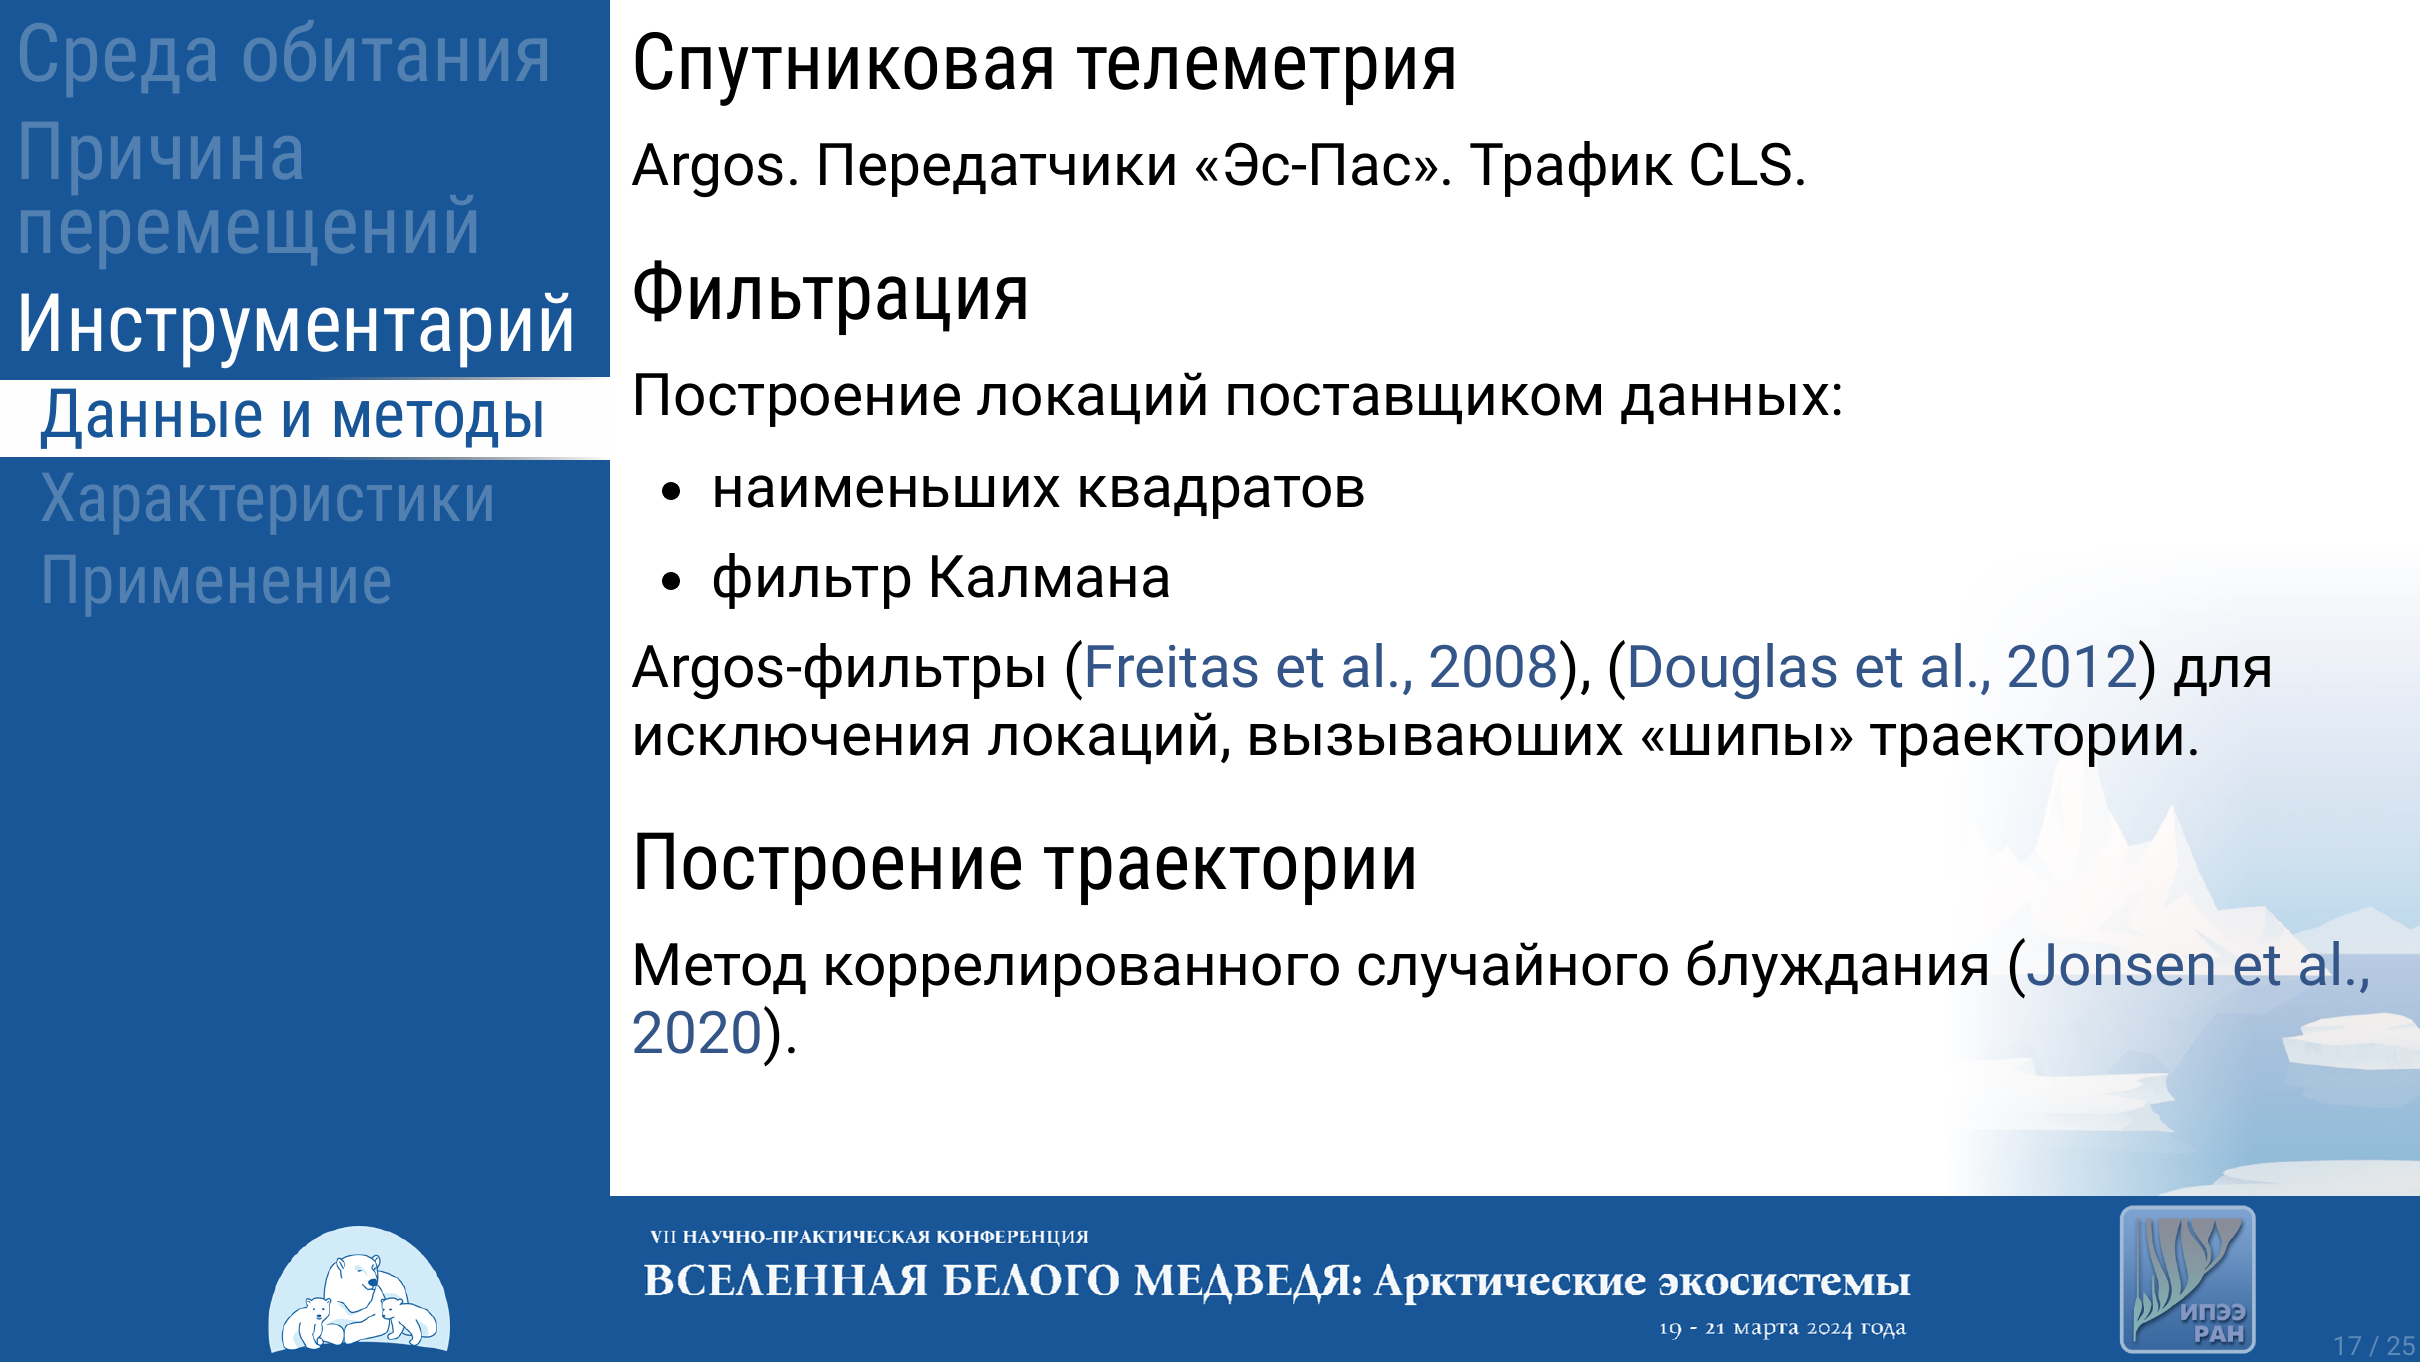 Среда обитания
Причина
перемещений
Инструментарий
Данные и методы
Характеристики
Применение
Спутниковая телеметрия
Argos. Передатчики «Эс-Пас». Трафик CLS.
Фильтрация
Построение локаций поставщиком данных:
• наименьших квадратов
• фильтр Калмана
Argos-фильтры (Freitas et al., 2008), (Douglas et al., 2012) для
исключения локаций, вызываюших «шипы» траектории.
Построение траектории
Метод коррелированного случайного блуждания (Jonsen et al.,
2020).
VII НАУЧНО-ПРАКТИЧЕСКАЯ КОНФЕРЕНЦИЯ
ВСЕЛЕННАЯ БЕЛОГО МЕДВЕДЯ: Арктические экосистемы
19 - 21 марта 2024 года
ИПЭЭ
РАН
17 / 25